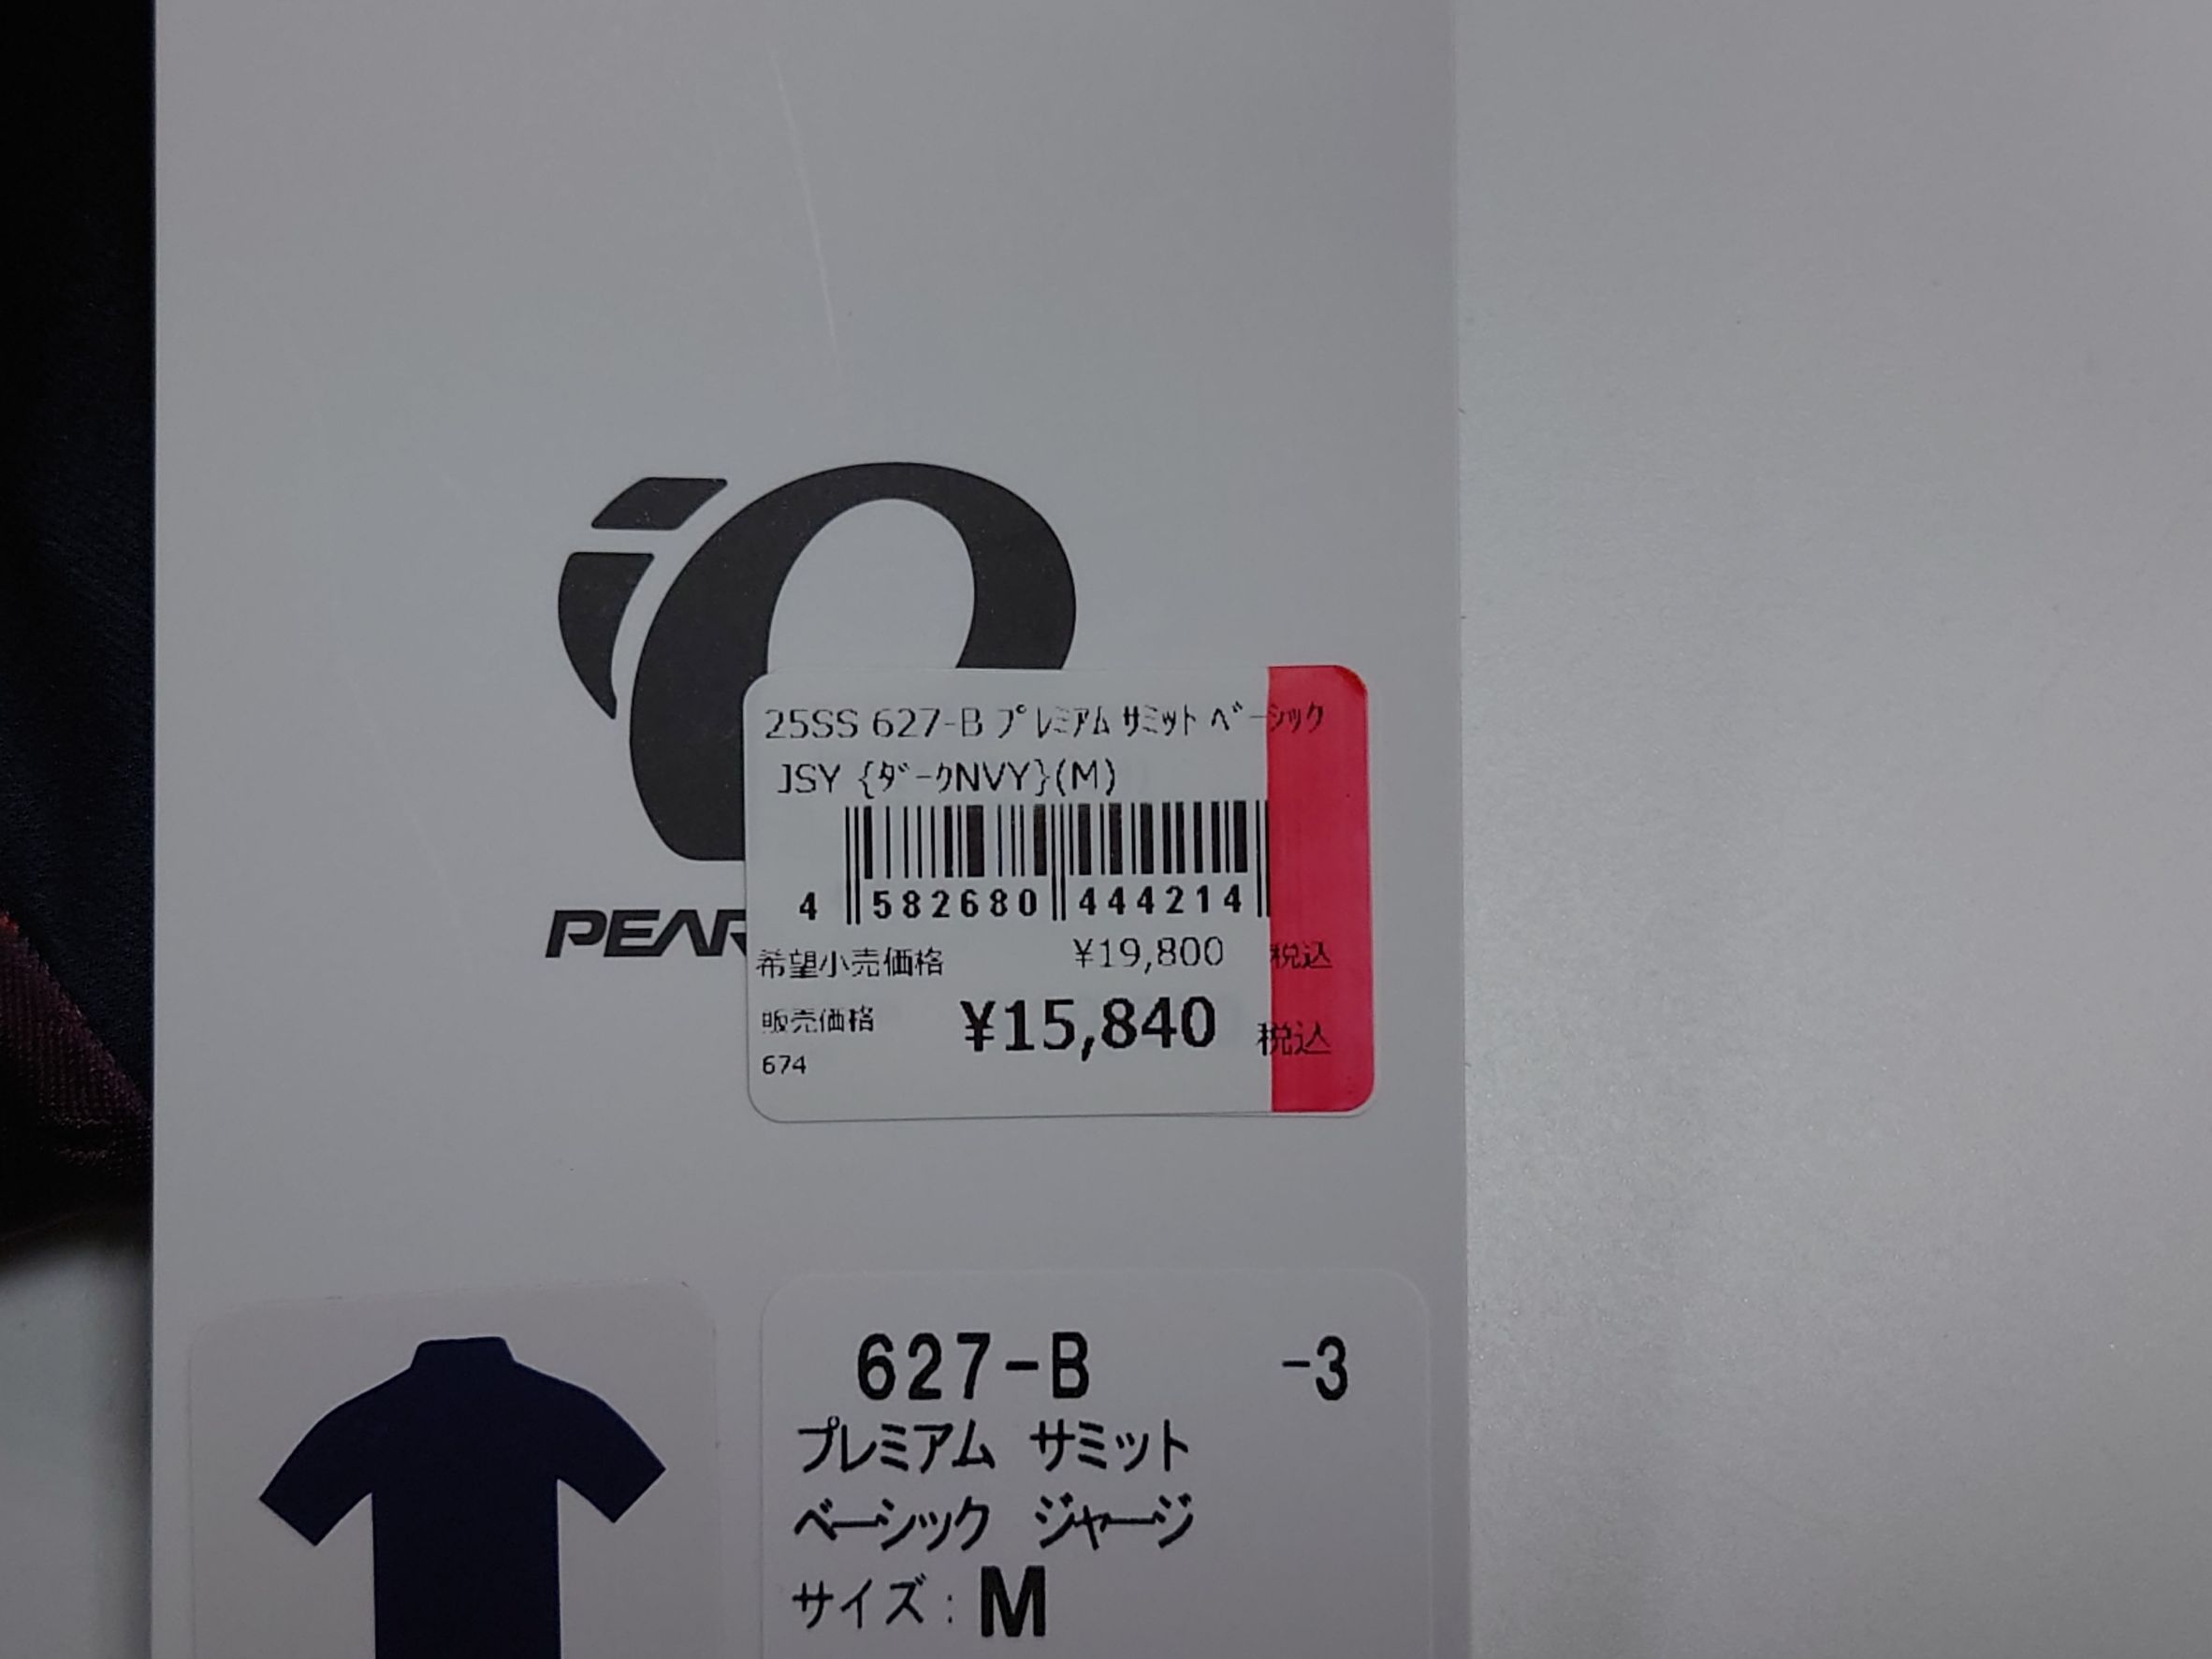 25SS 627-B ﾌﾟﾚﾐｱﾑ ｻﾐｯﾄ ﾍﾞｰｼｯｸ
JSY {ﾀﾞｰｸNVY}(M)
4 582680 444214
PEAR
希望小売価格 ¥19,800 税込
販売価格 ¥15,840 税込
674
627-B -3
プレミアム サミット
ベーシック ジャージ
サイズ: M